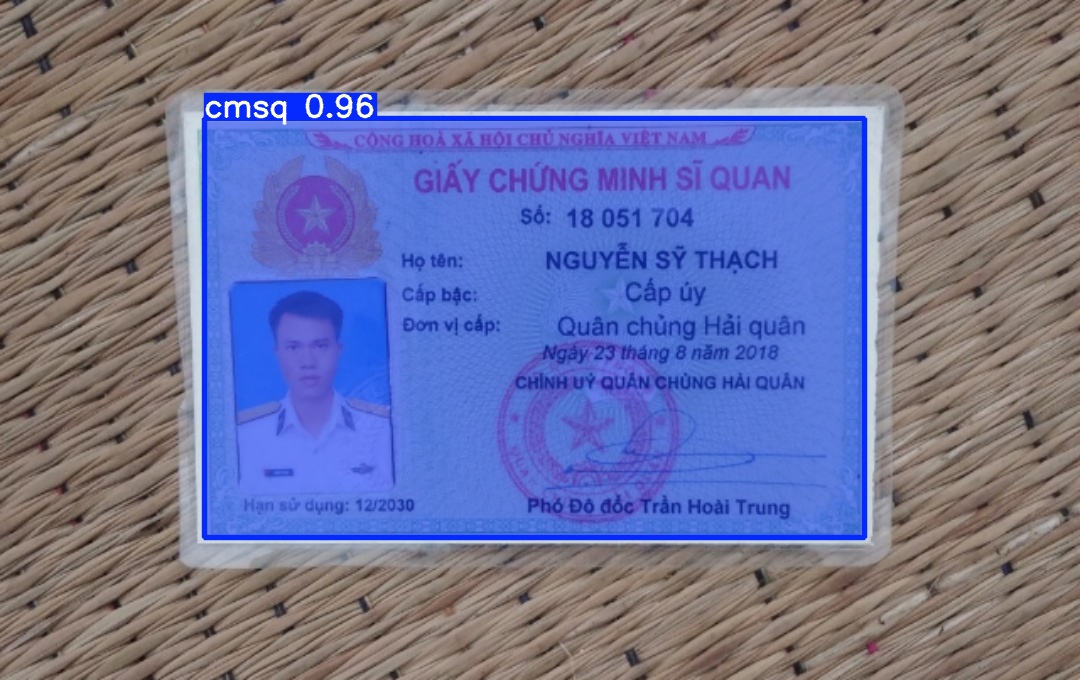 cmsq 0.96
CỘNG HOÀ XÃ HỘI CHỦ NGHĨA VIỆT NAM
GIẤY CHỨNG MINH SĨ QUAN
Số: 18 051 704
Họ tên: NGUYỄN SỸ THẠCH
Cấp bậc: Cấp úy
Đơn vị cấp: Quân chủng Hải quân
Ngày 23 tháng 8 năm 2018
CHÍNH UỶ QUÂN CHỦNG HẢI QUÂN
Hạn sử dụng: 12/2030
Phó Đô đốc Trần Hoài Trung